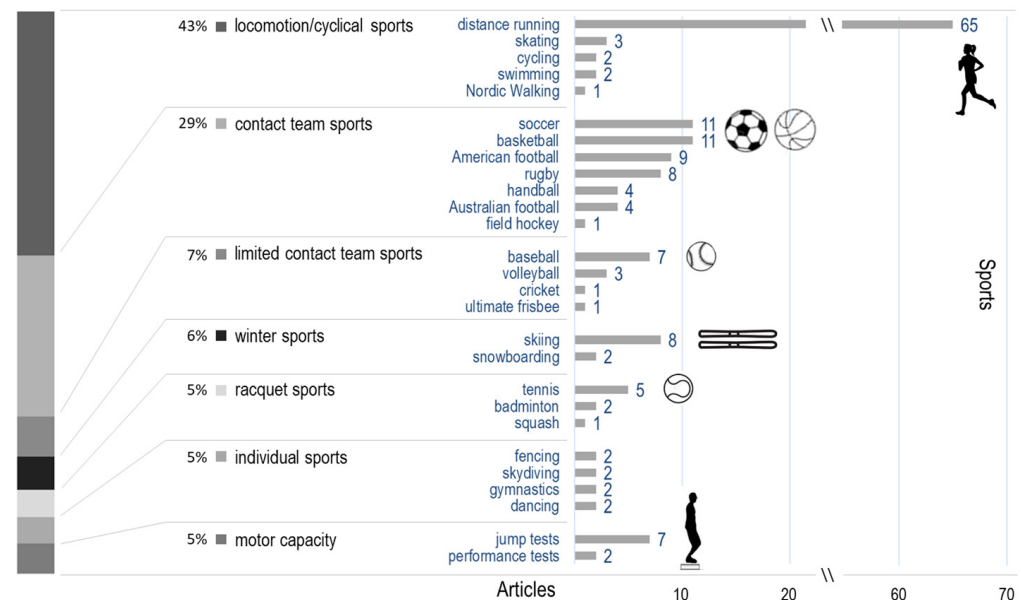 43% locomotion/cyclical sports
distance running 65
skating 3
cycling 2
swimming 2
Nordic Walking 1
29% contact team sports
soccer 11
basketball 11
American football 9
rugby 8
handball 4
Australian football 4
field hockey 1
7% limited contact team sports
baseball 7
volleyball 3
cricket 1
ultimate frisbee 1
6% winter sports
skiing 8
snowboarding 2
5% racquet sports
tennis 5
badminton 2
squash 1
5% individual sports
fencing 2
skydiving 2
gymnastics 2
dancing 2
5% motor capacity
jump tests 7
performance tests 2
Sports
Articles 10 20 \\ 60 70